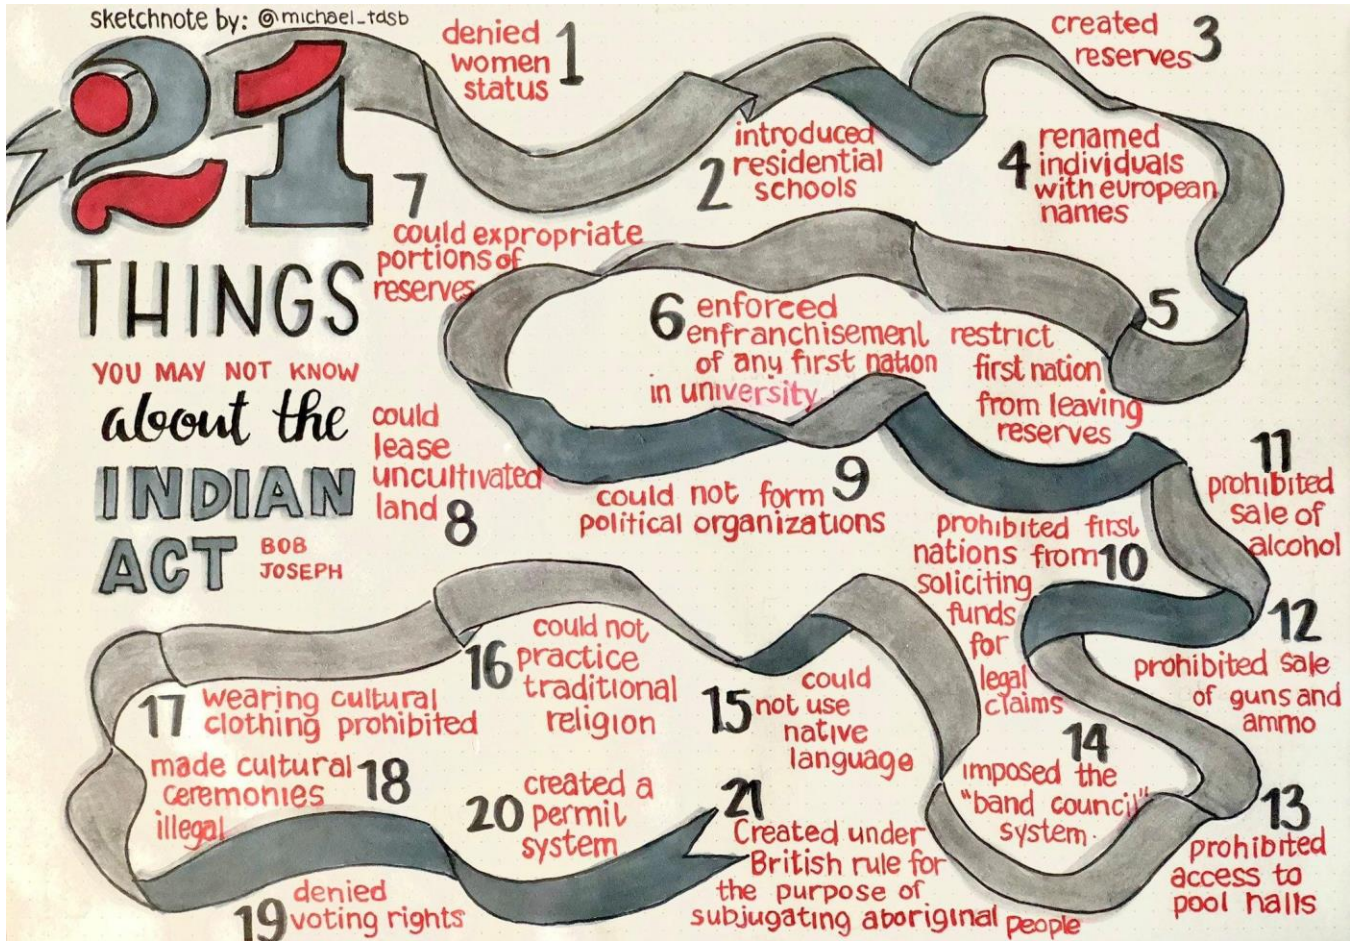 sketchnote by: @michael_tdsb
21
THINGS
YOU MAY NOT KNOW
about the
INDIAN
ACT
BOB
JOSEPH
1
denied
women
status
2
introduced
residential
schools
3
created
reserves
4
renamed
individuals
with european
names
5
restrict
first nation
from leaving
reserves
6
enforced
enfranchisement
of any first nation
in university
7
could expropriate
portions of
reserves
8
could
lease
uncultivated
land
9
could not form
political organizations
10
prohibited first
nations from
soliciting
funds
for
legal
claims
11
prohibited
sale of
alcohol
12
prohibited sale
of guns and
ammo
13
prohibited
access to
pool halls
14
imposed the
"band council"
system.
15
could
not use
native
language
16
could not
practice
traditional
religion
17
wearing cultural
clothing prohibited
18
made cultural
ceremonies
illegal
19
denied
voting rights
20
created a
permit
system
21
Created under
British rule for
the purpose of
subjugating aboriginal people